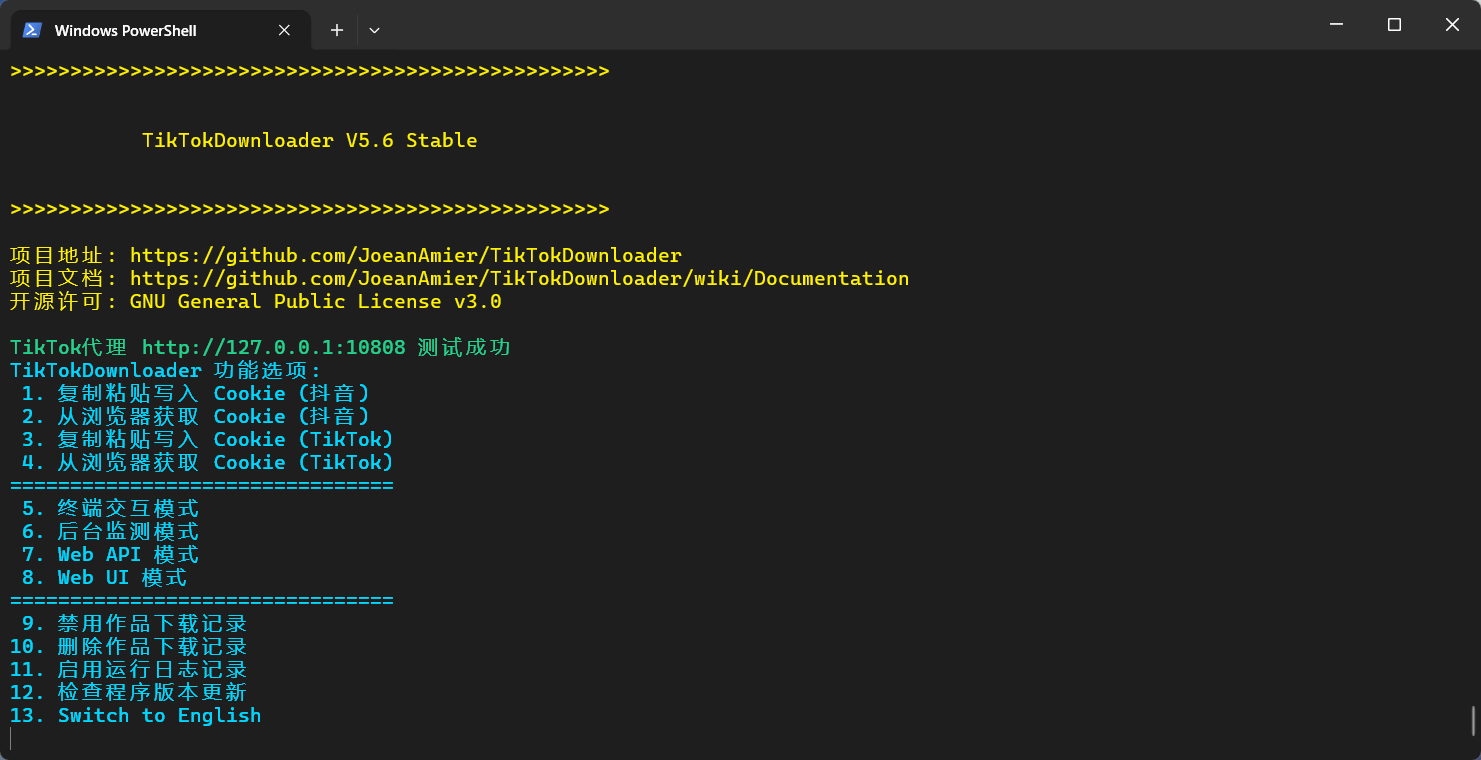 Windows PowerShell
>>>>>>>>>>>>>>>>>>>>>>>>>>>>>>>>>>>>>>>>>>>>>>>>>>
TikTokDownloader V5.6 Stable
>>>>>>>>>>>>>>>>>>>>>>>>>>>>>>>>>>>>>>>>>>>>>>>>>>
项目地址: https://github.com/JoeanAmier/TikTokDownloader
项目文档: https://github.com/JoeanAmier/TikTokDownloader/wiki/Documentation
开源许可: GNU General Public License v3.0
TikTok代理 http://127.0.0.1:10808 测试成功
TikTokDownloader 功能选项:
1. 复制粘贴写入 Cookie (抖音)
2. 从浏览器获取 Cookie (抖音)
3. 复制粘贴写入 Cookie (TikTok)
4. 从浏览器获取 Cookie (TikTok)
================================
5. 终端交互模式
6. 后台监测模式
7. Web API 模式
8. Web UI 模式
================================
9. 禁用作品下载记录
10. 删除作品下载记录
11. 启用运行日志记录
12. 检查程序版本更新
13. Switch to English